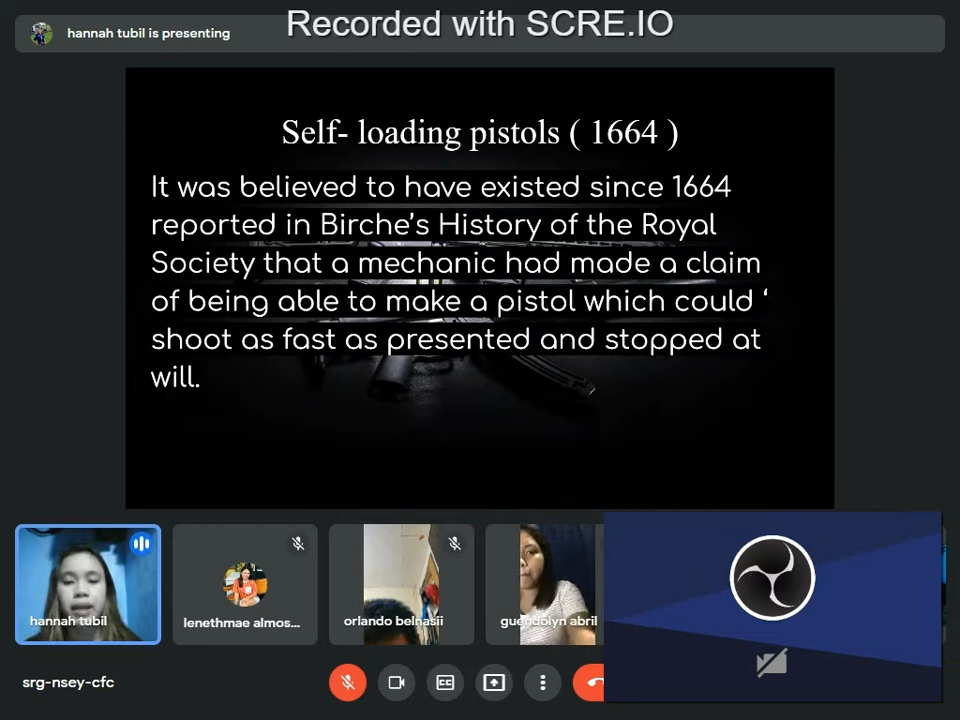 Recorded with SCRE.IO
hannah tubil is presenting
Self- loading pistols ( 1664 )
It was believed to have existed since 1664
reported in Birche's History of the Royal
Society that a mechanic had made a claim
of being able to make a pistol which could ‘
shoot as fast as presented and stopped at
will.
hannah tubil
lenethmae almos...
orlando belnasii
guendolyn abril
srg-nsey-cfc
CC